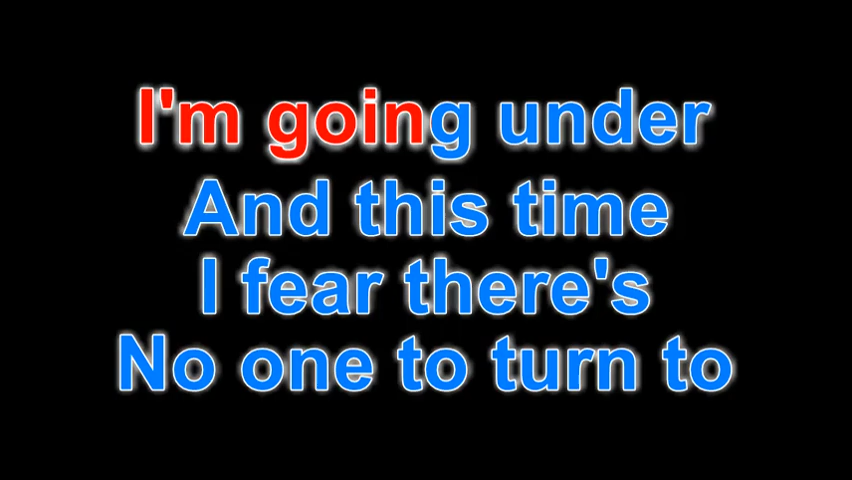 I'm going under
And this time
I fear there's
No one to turn to